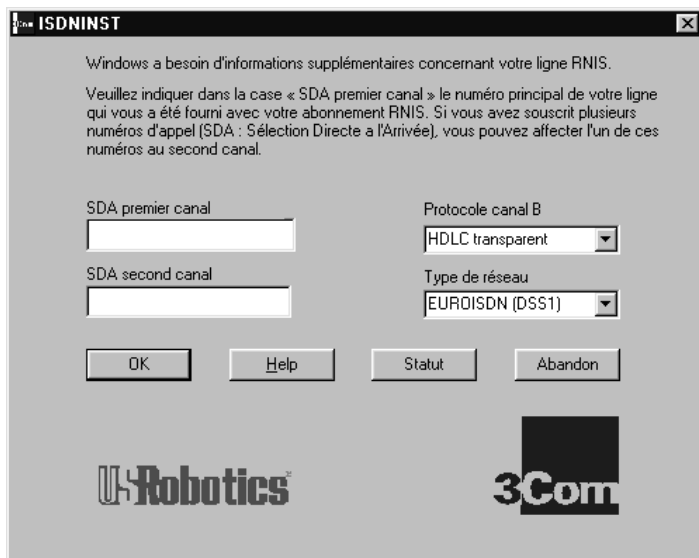 3Com ISDNINST
Windows a besoin d'informations supplémentaires concernant votre ligne RNIS.
Veuillez indiquer dans la case « SDA premier canal » le numéro principal de votre ligne
qui vous a été fourni avec votre abonnement RNIS. Si vous avez souscrit plusieurs
numéros d'appel (SDA : Sélection Directe a l'Arrivée), vous pouvez affecter l'un de ces
numéros au second canal.
SDA premier canal
Protocole canal B
HDLC transparent
SDA second canal
Type de réseau
EUROISDN (DSS1)
OK
Help
Statut
Abandon
USRobotics
3Com